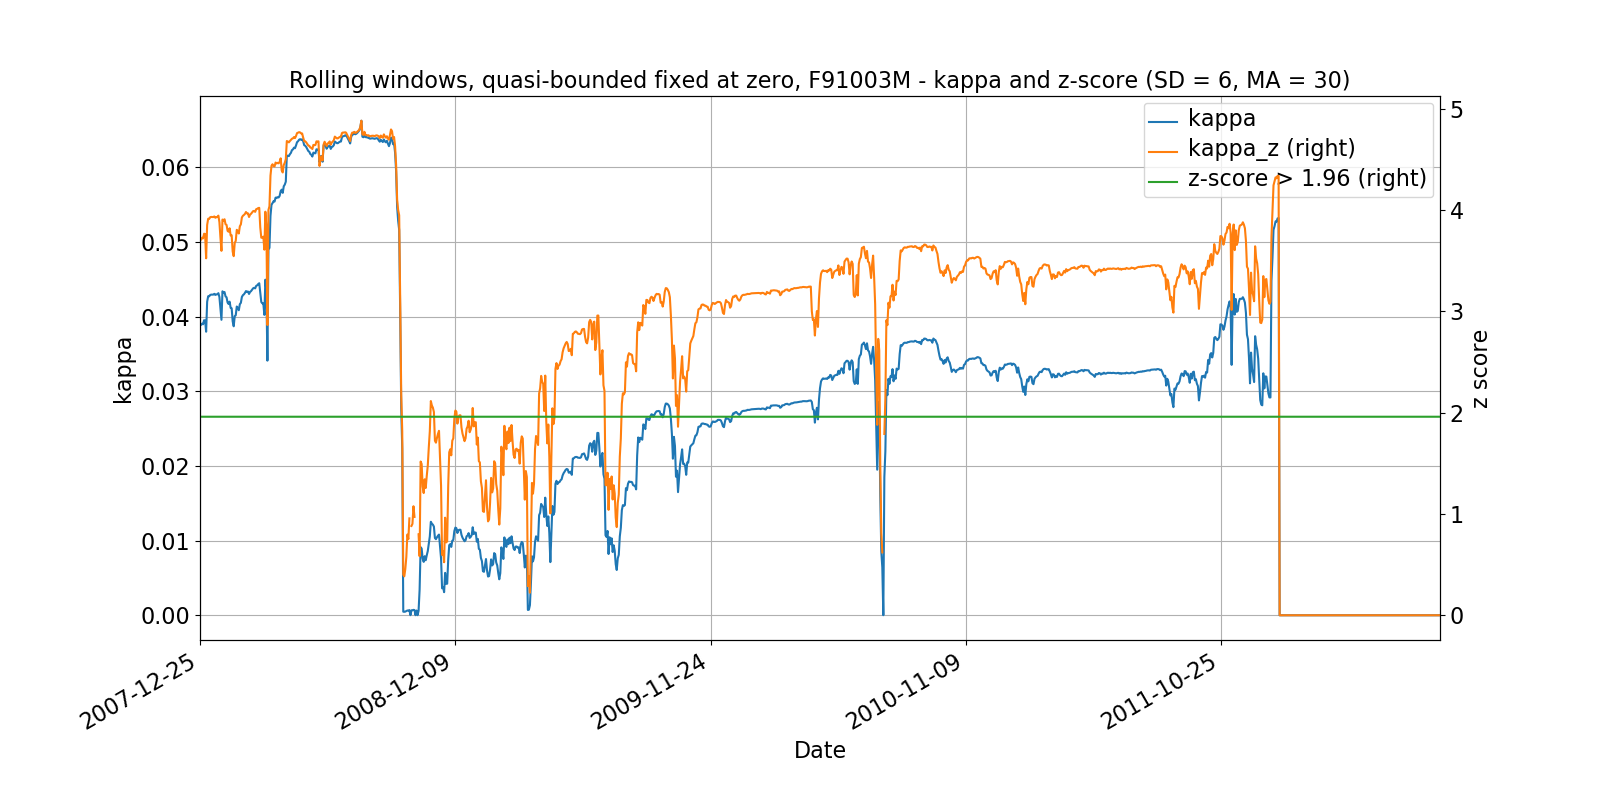 Rolling windows, quasi-bounded fixed at zero, F91003M - kappa and z-score (SD = 6, MA = 30)
kappa
kappa_z (right)
z-score > 1.96 (right)
0.06
0.05
0.04
0.03
0.02
0.01
0.00
kappa
5
4
3
2
1
0
z score
2007-12-25
2008-12-09
2009-11-24
2010-11-09
2011-10-25
Date